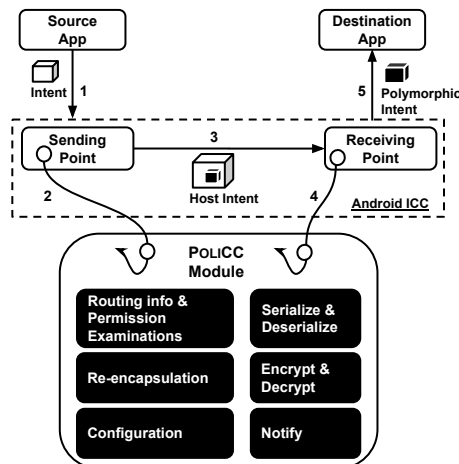 Source
App
Destination
App
Intent
1
5
Polymorphic
Intent
Sending
Point
3
Receiving
Point
2
Host Intent
4
Android ICC
POLICC
Module
Routing info &
Permission
Examinations
Serialize &
Deserialize
Re-encapsulation
Encrypt &
Decrypt
Configuration
Notify